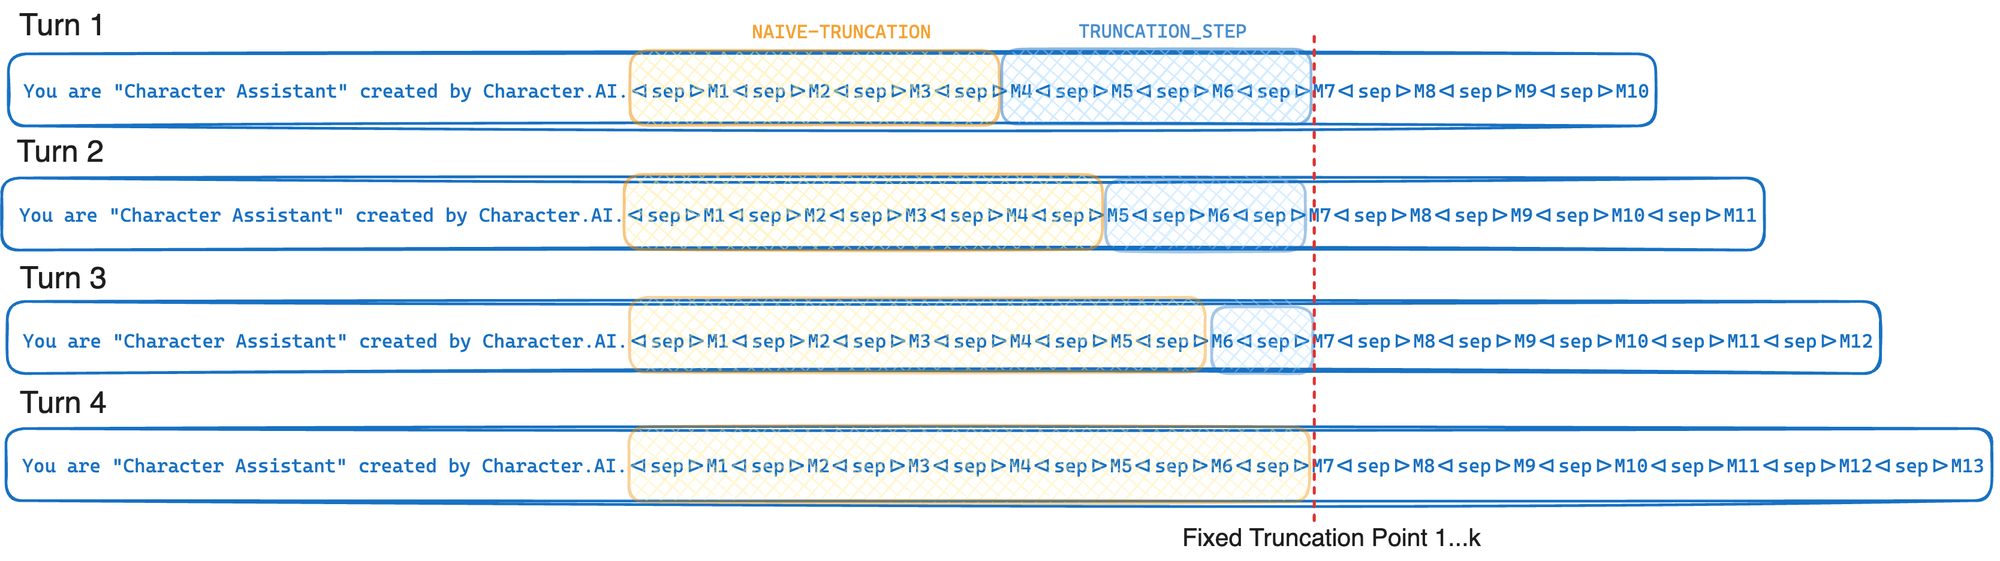 Turn 1
NAIVE-TRUNCATION
TRUNCATION_STEP
You are "Character Assistant" created by Character.AI.◁sep▷M1◁sep▷M2◁sep▷M3◁sep▷M4◁sep▷M5◁sep▷M6◁sep▷M7◁sep▷M8◁sep▷M9◁sep▷M10
Turn 2
You are "Character Assistant" created by Character.AI.◁sep▷M1◁sep▷M2◁sep▷M3◁sep▷M4◁sep▷M5◁sep▷M6◁sep▷M7◁sep▷M8◁sep▷M9◁sep▷M10◁sep▷M11
Turn 3
You are "Character Assistant" created by Character.AI.◁sep▷M1◁sep▷M2◁sep▷M3◁sep▷M4◁sep▷M5◁sep▷M6◁sep▷M7◁sep▷M8◁sep▷M9◁sep▷M10◁sep▷M11◁sep▷M12
Turn 4
You are "Character Assistant" created by Character.AI.◁sep▷M1◁sep▷M2◁sep▷M3◁sep▷M4◁sep▷M5◁sep▷M6◁sep▷M7◁sep▷M8◁sep▷M9◁sep▷M10◁sep▷M11◁sep▷M12◁sep▷M13
Fixed Truncation Point 1...k